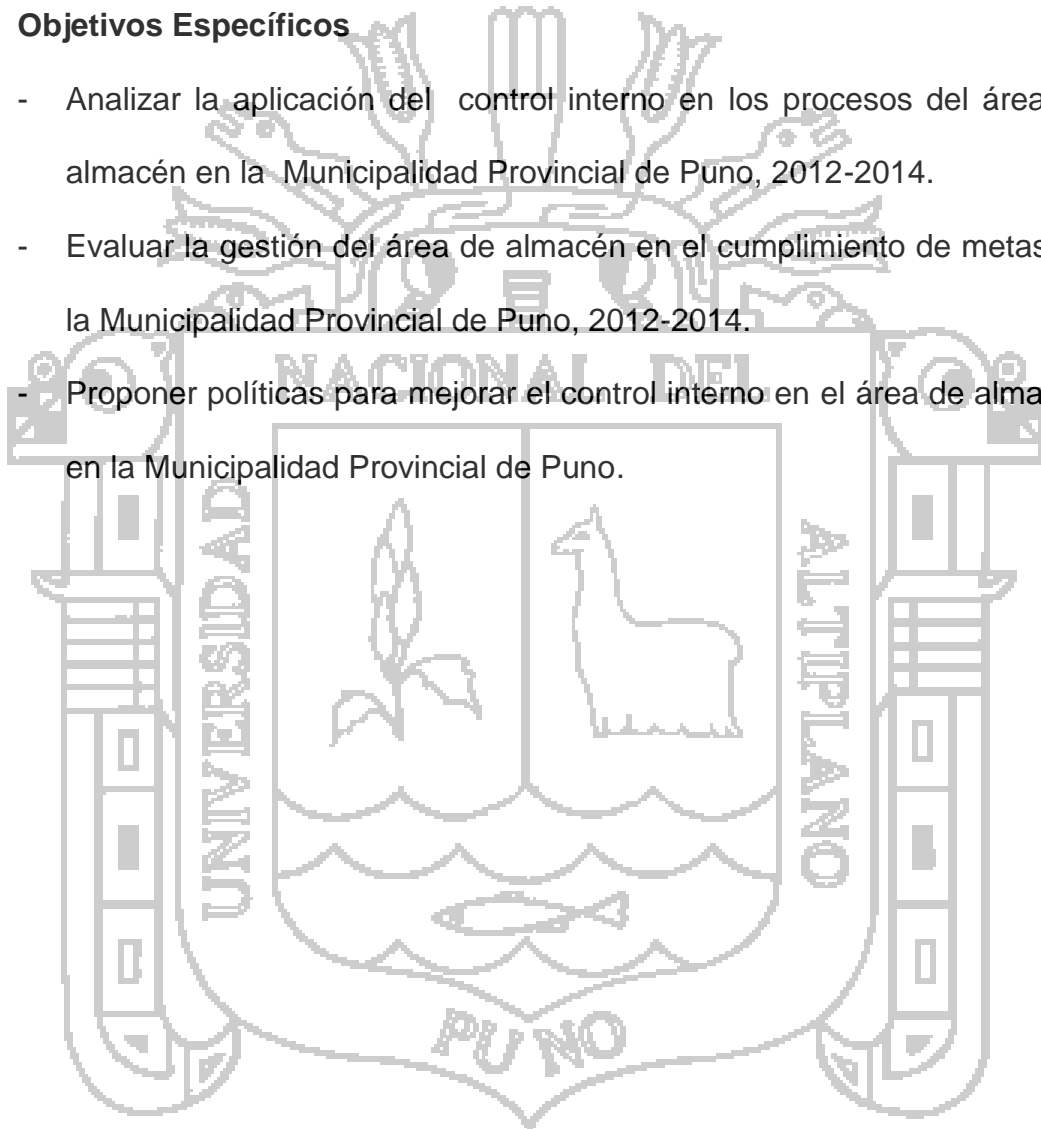 Objetivos Específicos
- Analizar la aplicación del control interno en los procesos del área
almacén en la Municipalidad Provincial de Puno, 2012-2014.
- Evaluar la gestión del área de almacén en el cumplimiento de metas
la Municipalidad Provincial de Puno, 2012-2014.
- Proponer políticas para mejorar el control interno en el área de alma
en la Municipalidad Provincial de Puno.
NACIONAL DEL
UNIVERSIDAD
ALTIPLANO
PUNO